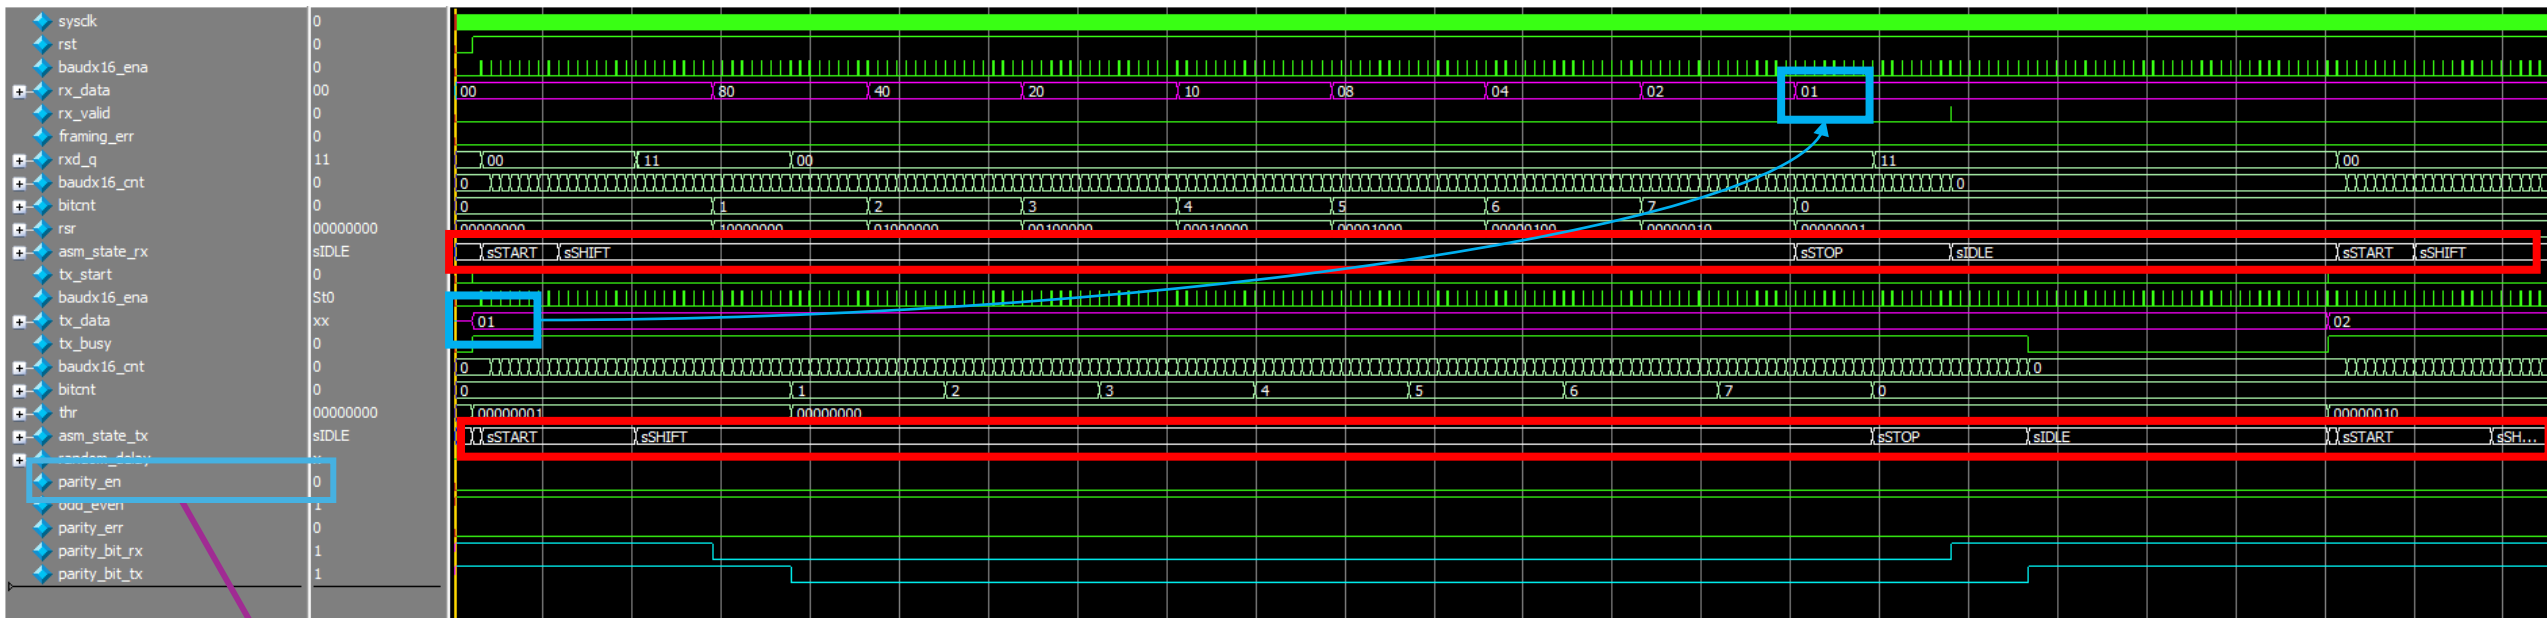 sysclk 0
rst 0
baudx16_ena 0
rx_data 00 00 80 40 20 10 08 04 02 01
rx_valid 0
framing_err 0
rxd_q 11 00 11 00 11 00
baudx16_cnt 0 0 0
bitcnt 0 0 1 2 3 4 5 6 7 0
rsr 00000000 00000000 10000000 01000000 00100000 00010000 00001000 00000100 00000010 00000001
asm_state_rx sIDLE sSTART sSHIFT sSTOP sIDLE sSTART sSHIFT
tx_start 0
baudx16_ena St0
tx_data xx 01 02
tx_busy 0
baudx16_cnt 0 0 0
bitcnt 0 0 1 2 3 4 5 6 7 0
thr 00000000 00000001 00000000 00000010
asm_state_tx sIDLE sSTART sSHIFT sSTOP sIDLE sSTART sSH...
random_delay x
parity_en 0
odd_even 1
parity_err 0
parity_bit_rx 1
parity_bit_tx 1